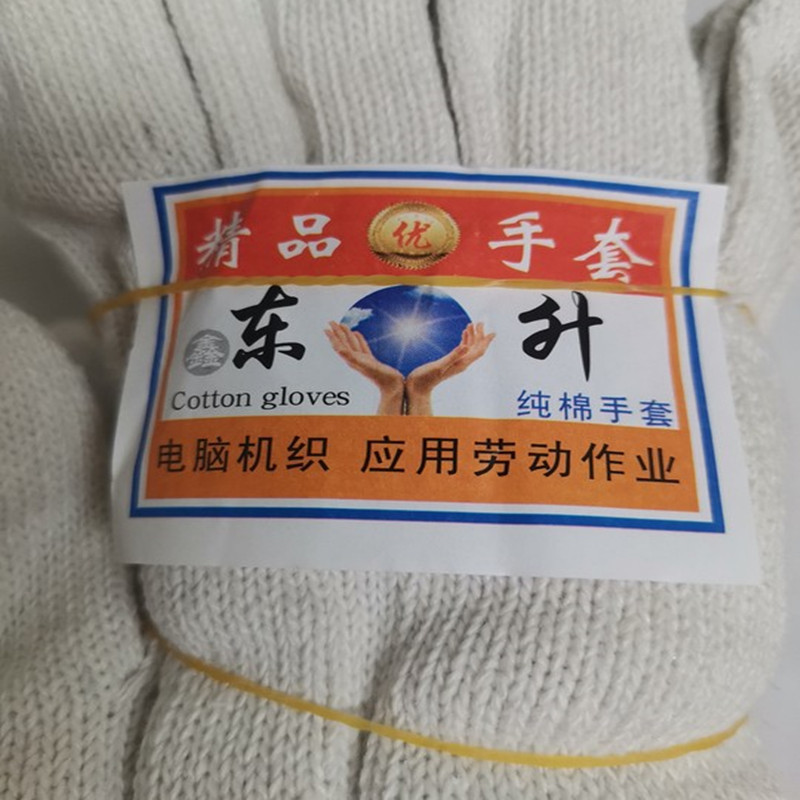 精品 优 手套
鑫 东升
Cotton gloves 纯棉手套
电脑机织 应用劳动作业